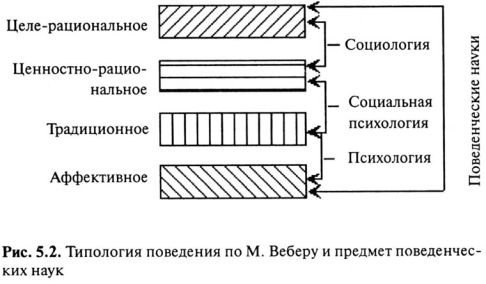 Целе-рациональное
Социология
Ценностно-рацио-
нальное
Социальная
психология
Традиционное
Психология
Аффективное
Поведенческие науки
Рис. 5.2. Типология поведения по М. Веберу и предмет поведенчес-
ких наук